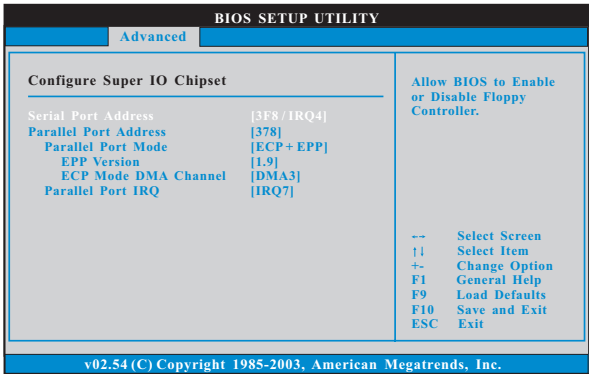 BIOS SETUP UTILITY
Advanced
Configure Super IO Chipset
Serial Port Address [3F8 / IRQ4]
Parallel Port Address [378]
Parallel Port Mode [ECP + EPP]
EPP Version [1.9]
ECP Mode DMA Channel [DMA3]
Parallel Port IRQ [IRQ7]
Allow BIOS to Enable
or Disable Floppy
Controller.
←→ Select Screen
↑↓ Select Item
+- Change Option
F1 General Help
F9 Load Defaults
F10 Save and Exit
ESC Exit
v02.54 (C) Copyright 1985-2003, American Megatrends, Inc.